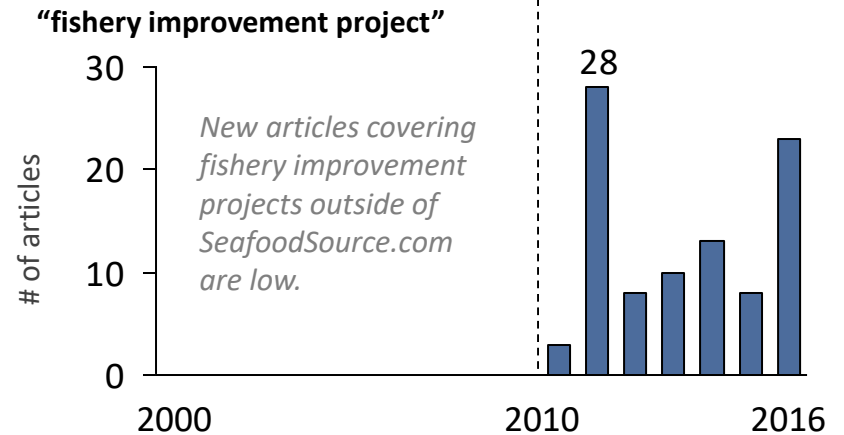 “fishery improvement project”
30
28
New articles covering
fishery improvement
projects outside of
SeafoodSource.com
are low.
20
10
0
# of articles
2000
2010
2016